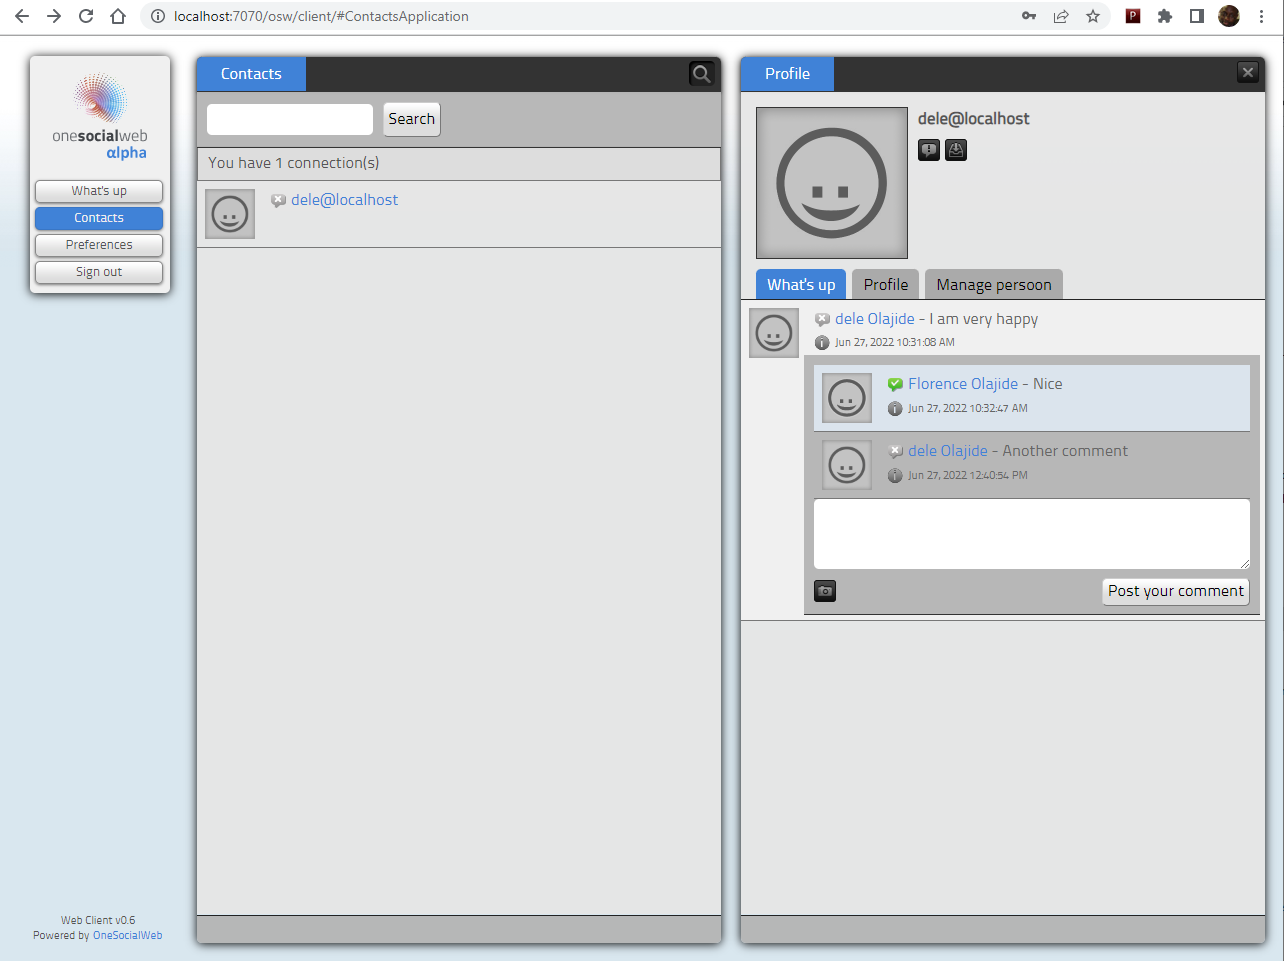 localhost:7070/osw/client/#ContactsApplication
P
onesocialweb
αlpha
What's up
Contacts
Preferences
Sign out
Web Client v0.6
Powered by OneSocialWeb
Contacts
Search
You have 1 connection(s)
dele@localhost
Profile
dele@localhost
What's up
Profile
Manage persoon
dele Olajide - I am very happy
Jun 27, 2022 10:31:08 AM
Florence Olajide - Nice
Jun 27, 2022 10:32:47 AM
dele Olajide - Another comment
Jun 27, 2022 12:40:54 PM
Post your comment